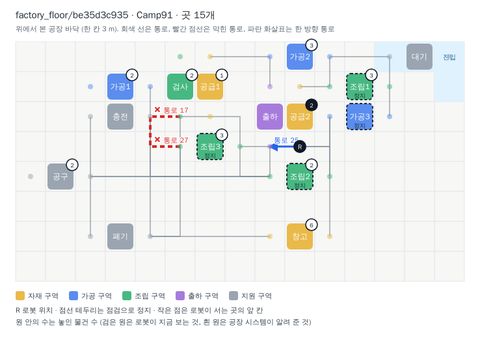 factory_floor/be35d3c935 · Camp91 · 곳 15개
위에서 본 공장 바닥 (한 칸 3 m). 회색 선은 통로, 빨간 점선은 막힌 통로, 파란 화살표는 한 방향 통로
3
가공2
대기
진입
2
가공1
2
검사
1
공급1
3
조립1
정지
충전
통로 17
출하
2
공급2
가공3
정지
통로 27
3
조립3
정지
R
2
공구
2
조립2
정지
폐기
6
창고
자재 구역
가공 구역
조립 구역
출하 구역
지원 구역
R 로봇 위치 · 점선 테두리는 점검으로 정지 · 작은 점은 로봇이 서는 곳의 앞 칸
원 안의 수는 놓인 물건 수 (검은 원은 로봇이 지금 보는 것, 흰 원은 공장 시스템이 알려 준 것)